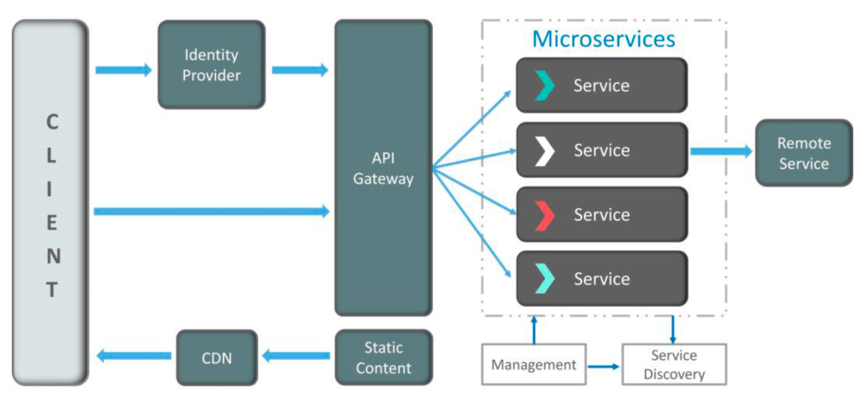 CLIENT
Identity
Provider
API
Gateway
Microservices
Service
Service
Service
Service
Remote
Service
CDN
Static
Content
Management
Service
Discovery